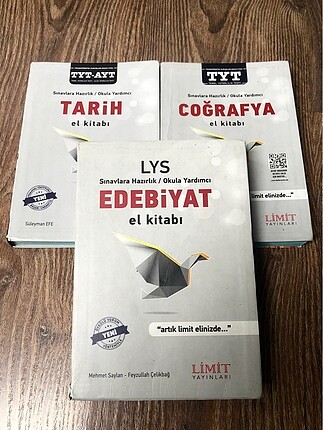 TYT-AYT
Sınavlara Hazırlık / Okula Yardımcı
TARİH
el kitabı
YENİ
Süleyman EFE
TYT
Sınavlara Hazırlık / Okula Yardımcı
COĞRAFYA
el kitabı
limit elinizde..."
LİMİT
YAYINLARI
LYS
Sınavlara Hazırlık / Okula Yardımcı
EDEBİYAT
el kitabı
"artık limit elinizde..."
YENİ
Mehmet Saylan - Feyzullah Çelikbağ
LİMİT
YAYINLARI